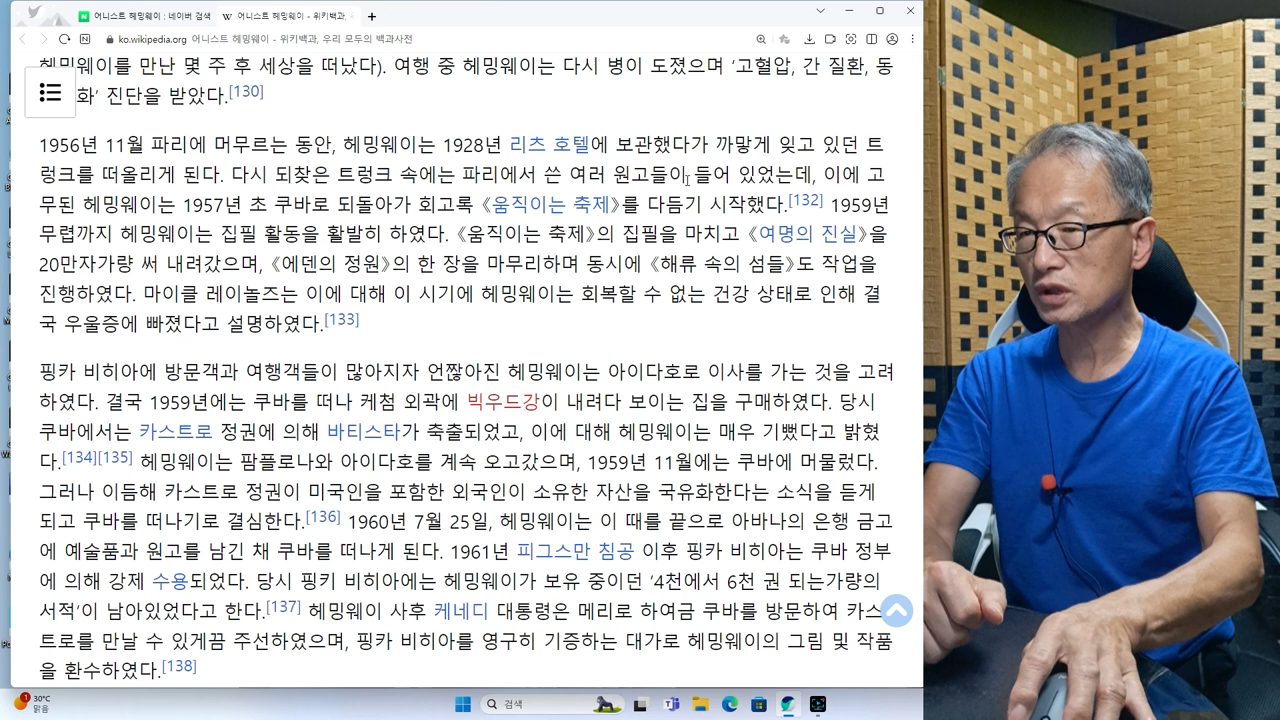 어니스트 헤밍웨이 : 네이버 검색
어니스트 헤밍웨이 - 위키백과,
ko.wikipedia.org 어니스트 헤밍웨이 - 위키백과, 우리 모두의 백과사전
헤밍웨이를 만난 몇 주 후 세상을 떠났다). 여행 중 헤밍웨이는 다시 병이 도졌으며 ‘고혈압, 간 질환, 동
화’ 진단을 받았다.[130]
1956년 11월 파리에 머무르는 동안, 헤밍웨이는 1928년 리츠 호텔에 보관했다가 까맣게 잊고 있던 트
렁크를 떠올리게 된다. 다시 되찾은 트렁크 속에는 파리에서 쓴 여러 원고들이 들어 있었는데, 이에 고
무된 헤밍웨이는 1957년 초 쿠바로 되돌아가 회고록 《움직이는 축제》를 다듬기 시작했다.[132] 1959년
무렵까지 헤밍웨이는 집필 활동을 활발히 하였다. 《움직이는 축제》의 집필을 마치고 《여명의 진실》을
20만자가량 써 내려갔으며, 《에덴의 정원》의 한 장을 마무리하며 동시에 《해류 속의 섬들》도 작업을
진행하였다. 마이클 레이놀즈는 이에 대해 이 시기에 헤밍웨이는 회복할 수 없는 건강 상태로 인해 결
국 우울증에 빠졌다고 설명하였다.[133]
핑카 비히아에 방문객과 여행객들이 많아지자 언짢아진 헤밍웨이는 아이다호로 이사를 가는 것을 고려
하였다. 결국 1959년에는 쿠바를 떠나 케첨 외곽에 빅우드강이 내려다 보이는 집을 구매하였다. 당시
쿠바에서는 카스트로 정권에 의해 바티스타가 축출되었고, 이에 대해 헤밍웨이는 매우 기뻤다고 밝혔
다.[134][135] 헤밍웨이는 팜플로나와 아이다호를 계속 오고갔으며, 1959년 11월에는 쿠바에 머물렀다.
그러나 이듬해 카스트로 정권이 미국인을 포함한 외국인이 소유한 자산을 국유화한다는 소식을 듣게
되고 쿠바를 떠나기로 결심한다.[136] 1960년 7월 25일, 헤밍웨이는 이 때를 끝으로 아바나의 은행 금고
에 예술품과 원고를 남긴 채 쿠바를 떠나게 된다. 1961년 피그스만 침공 이후 핑카 비히아는 쿠바 정부
에 의해 강제 수용되었다. 당시 핑키 비히아에는 헤밍웨이가 보유 중이던 ‘4천에서 6천 권 되는가량의
서적’이 남아있었다고 한다.[137] 헤밍웨이 사후 케네디 대통령은 메리로 하여금 쿠바를 방문하여 카스
트로를 만날 수 있게끔 주선하였으며, 핑카 비히아를 영구히 기증하는 대가로 헤밍웨이의 그림 및 작품
을 환수하였다.[138]
30°C
맑음
검색